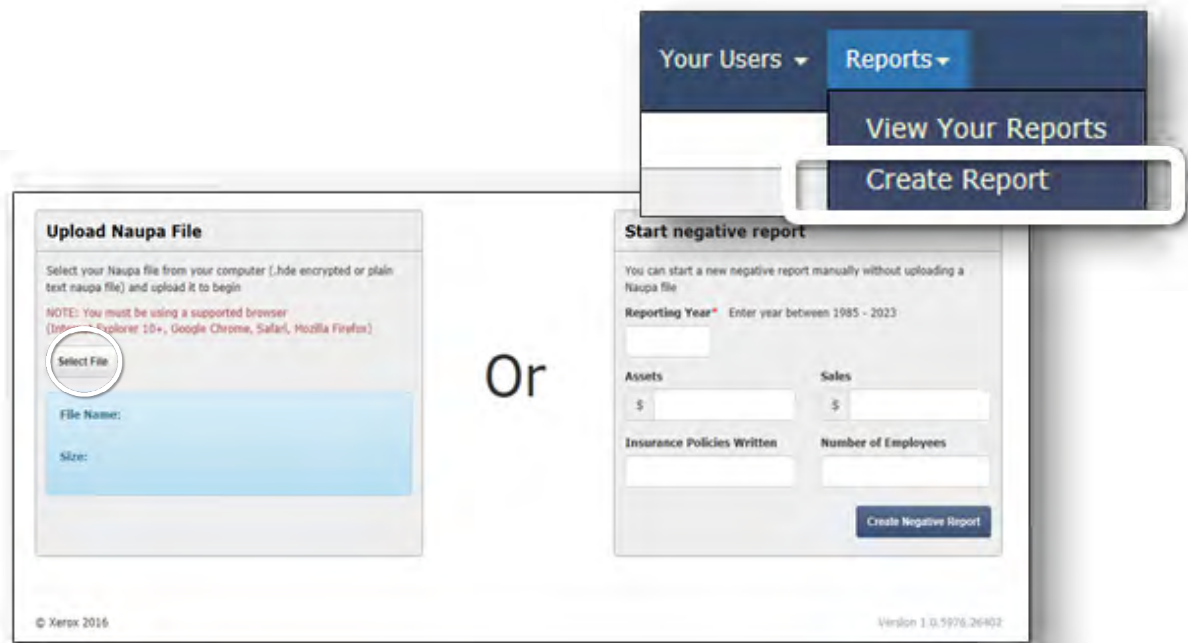 Your Users Reports
View Your Reports
Create Report
Upload Naupa File
Select your Naupa file from your computer (.hde encrypted or plain
text naupa file) and upload it to begin
NOTE: You must be using a supported browser
Explorer 10+, Google Chrome, Safari, Mozilla Firefox)
Select File
File Name:
Size:
Or
Start negative report
You can start a new negative report manually without uploading a
Naupa file
Reporting Year* Enter year between 1985 - 2023
Assets Sales
$ $
Insurance Policies Written Number of Employees
Create Negative Report
© Xerox 2016 Version 1.0.5976.26402